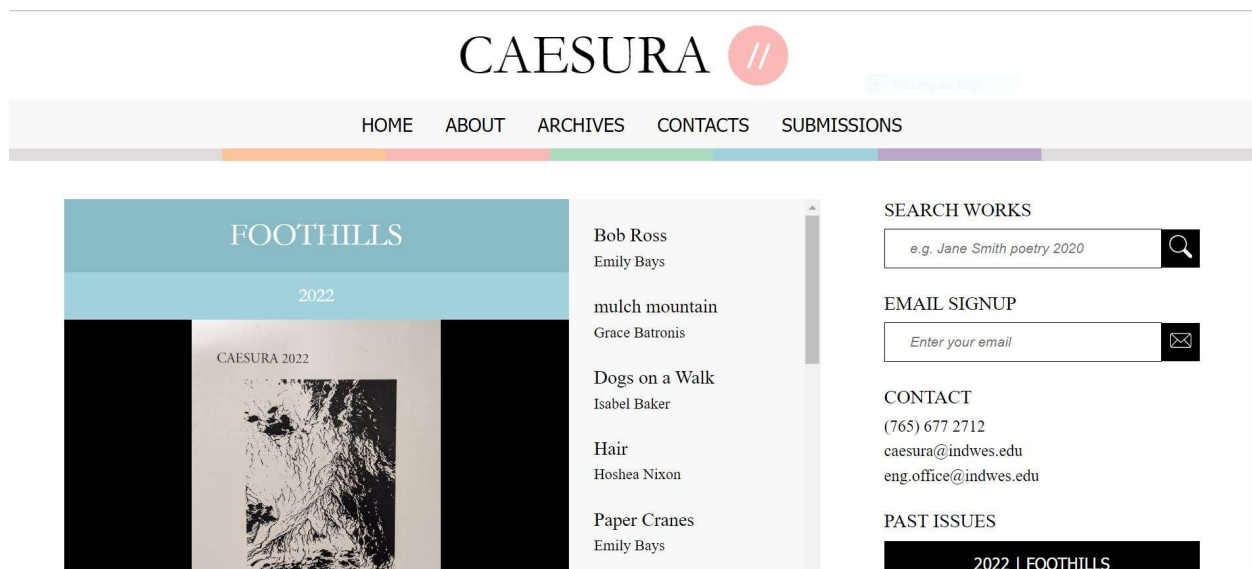 CAESURA //
HOME ABOUT ARCHIVES CONTACTS SUBMISSIONS
FOOTHILLS
2022
CAESURA 2022
Bob Ross
Emily Bays
mulch mountain
Grace Batronis
Dogs on a Walk
Isabel Baker
Hair
Hoshea Nixon
Paper Cranes
Emily Bays
SEARCH WORKS
e.g. Jane Smith poetry 2020
EMAIL SIGNUP
Enter your email
CONTACT
(765) 677 2712
caesura@indwes.edu
eng.office@indwes.edu
PAST ISSUES
2022 | FOOTHILLS